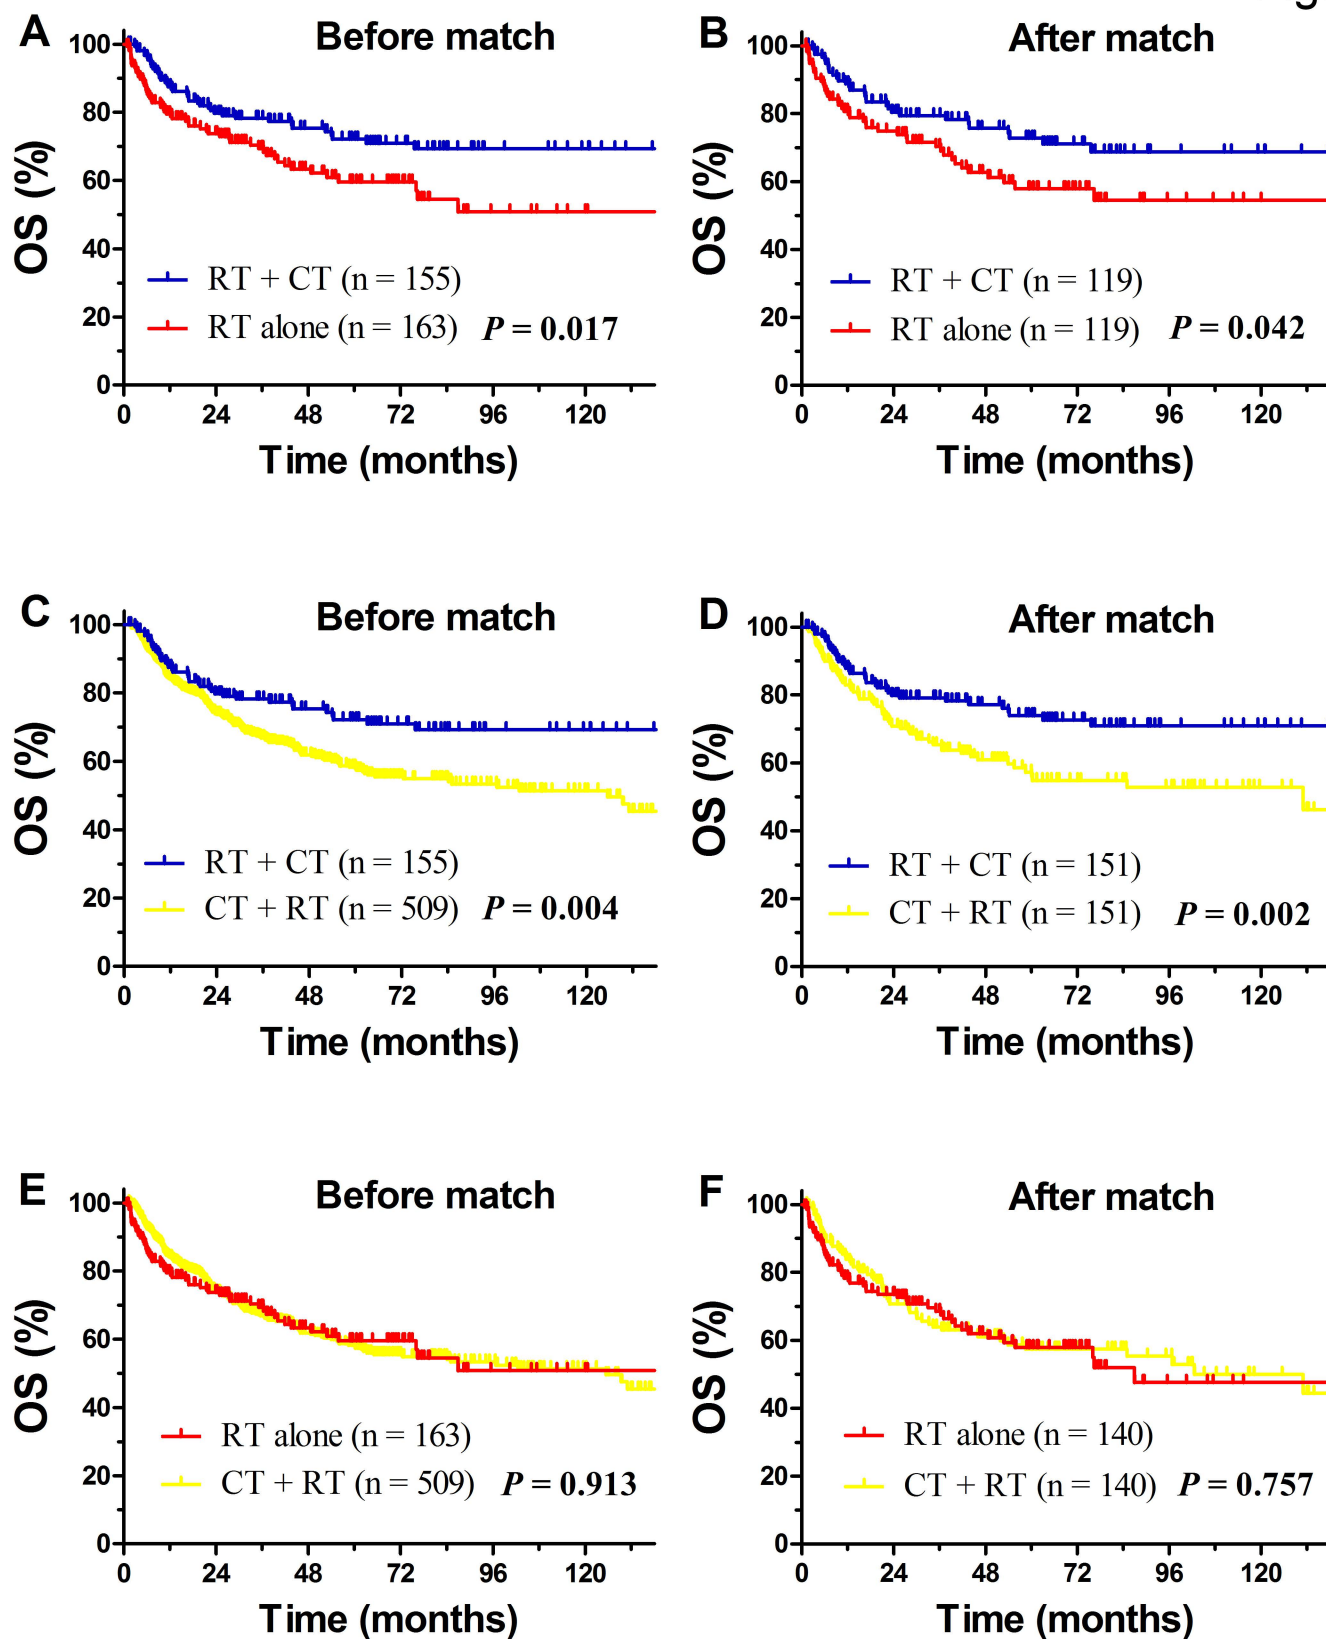 A
Before match
OS (%)
100
80
60
40
20
0
RT + CT (n = 155)
RT alone (n = 163) P = 0.017
0 24 48 72 96 120
Time (months)
B
After match
OS (%)
100
80
60
40
20
0
RT + CT (n = 119)
RT alone (n = 119) P = 0.042
0 24 48 72 96 120
Time (months)
C
Before match
OS (%)
100
80
60
40
20
0
RT + CT (n = 155)
CT + RT (n = 509) P = 0.004
0 24 48 72 96 120
Time (months)
D
After match
OS (%)
100
80
60
40
20
0
RT + CT (n = 151)
CT + RT (n = 151) P = 0.002
0 24 48 72 96 120
Time (months)
E
Before match
OS (%)
100
80
60
40
20
0
RT alone (n = 163)
CT + RT (n = 509) P = 0.913
0 24 48 72 96 120
Time (months)
F
After match
OS (%)
100
80
60
40
20
0
RT alone (n = 140)
CT + RT (n = 140) P = 0.757
0 24 48 72 96 120
Time (months)